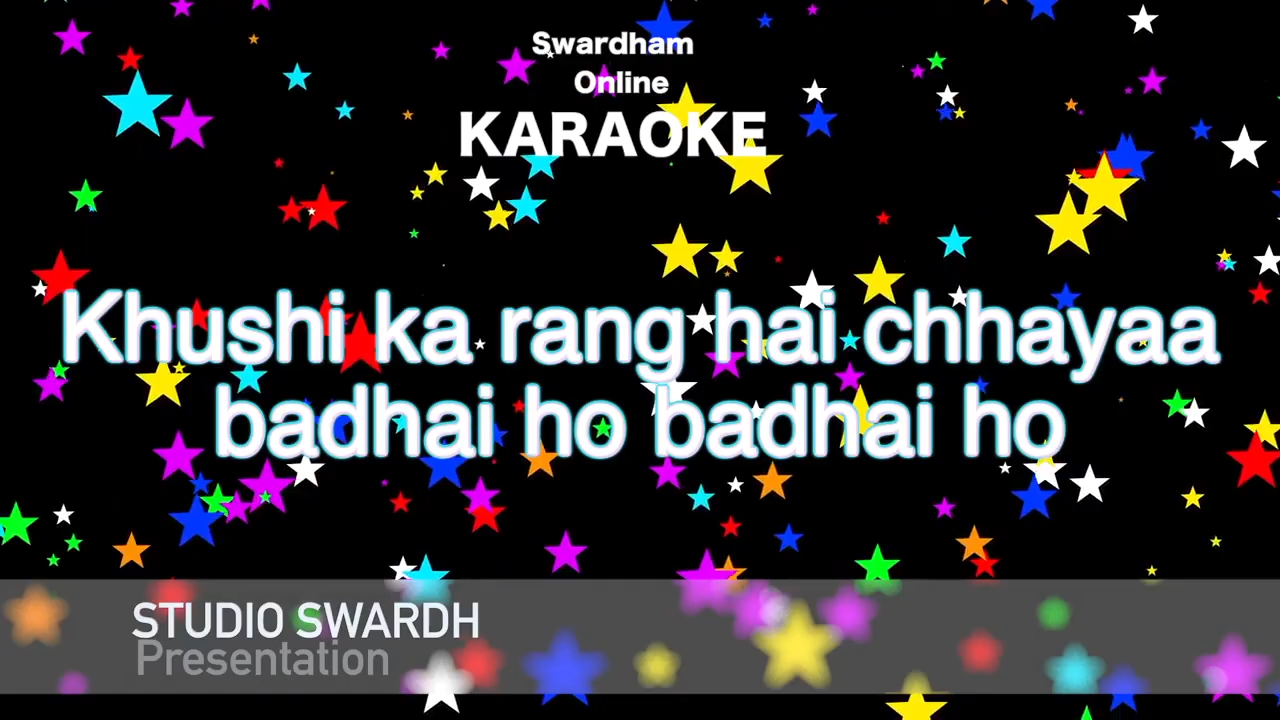 Swardham
Online
KARAOKE
Khushi ka rang hai chhayaa
badhai ho badhai ho
STUDIO SWARDH
Presentation